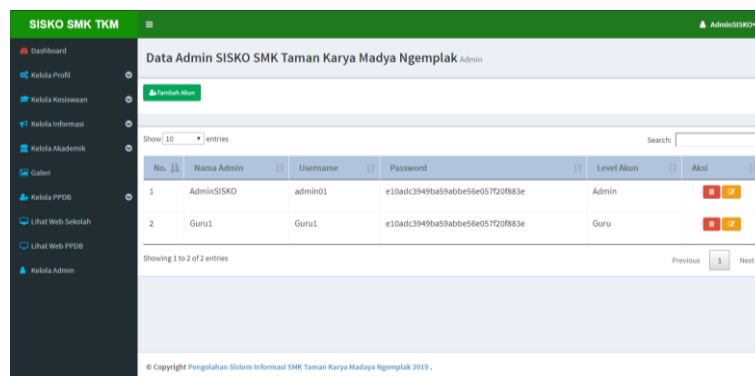 SISKO SMK TKM
AdminSISKO
Dashboard
Kelola Profil
Kelola Kesiswaan
Kelola Informasi
Kelola Akademik
Galeri
Kelola PPDB
Lihat Web Sekolah
Lihat Web PPDB
Kelola Admin
Data Admin SISKO SMK Taman Karya Madya Ngemplak Admin
Tambah Akun
Show 10 entries Search:
No. Nama Admin Username Password Level Akun Aksi
1 AdminSISKO admin01 e10adc3949ba59abbe56e057f20f883e Admin
2 Guru1 Guru1 e10adc3949ba59abbe56e057f20f883e Guru
Showing 1 to 2 of 2 entries Previous 1 Next
© Copyright Pengolahan Sistem Informasi SMK Taman Karya Madaya Ngemplak 2019 .